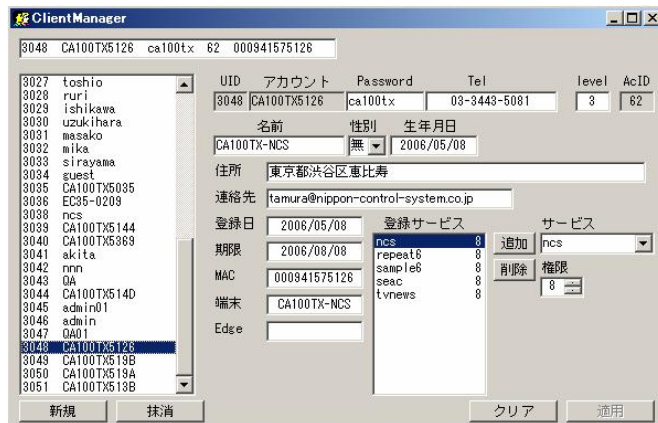 ClientManager
3048 CA100TX5126 ca100tx 62 000941575126
3027 toshio
3028 ruri
3029 ishikawa
3030 uzukihara
3031 masako
3032 mika
3033 sirayama
3034 guest
3035 CA100TX5035
3036 EC35-0209
3038 ncs
3039 CA100TX5144
3040 CA100TX5369
3041 akita
3042 nnn
3043 QA
3044 CA100TX514D
3045 admin01
3046 admin
3047 QA01
3048 CA100TX5126
3049 CA100TX519B
3050 CA100TX519A
3051 CA100TX513B
新規 抹消
UID アカウント Password Tel level AcID
3048 CA100TX5126 ca100tx 03-3443-5081 3 62
名前 性別 生年月日
CA100TX-NCS 無 2006/05/08
住所 東京都渋谷区恵比寿
連絡先 tamura@nippon-control-system.co.jp
登録日 2006/05/08
期限 2006/08/08
MAC 000941575126
端末 CA100TX-NCS
Edge
登録サービス
ncs 8
repeat6 8
sample6 8
seac 8
tvnews 8
追加
削除
サービス
ncs
権限
8
クリア 適用